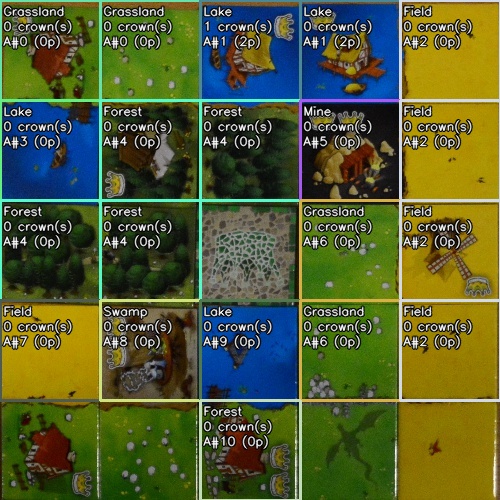 Grassland
0 crown(s)
A#0 (0p)
Grassland
0 crown(s)
A#0 (0p)
Lake
1 crown(s)
A#1 (2p)
Lake
0 crown(s)
A#1 (2p)
Field
0 crown(s)
A#2 (0p)
Lake
0 crown(s)
A#3 (0p)
Forest
0 crown(s)
A#4 (0p)
Forest
0 crown(s)
A#4 (0p)
Mine
0 crown(s)
A#5 (0p)
Field
0 crown(s)
A#2 (0p)
Forest
0 crown(s)
A#4 (0p)
Forest
0 crown(s)
A#4 (0p)
Grassland
0 crown(s)
A#6 (0p)
Field
0 crown(s)
A#2 (0p)
Field
0 crown(s)
A#7 (0p)
Swamp
0 crown(s)
A#8 (0p)
Lake
0 crown(s)
A#9 (0p)
Grassland
0 crown(s)
A#6 (0p)
Field
0 crown(s)
A#2 (0p)
Forest
0 crown(s)
A#10 (0p)